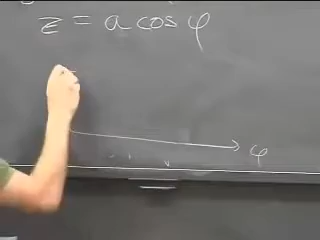 z = a cos φ
φ